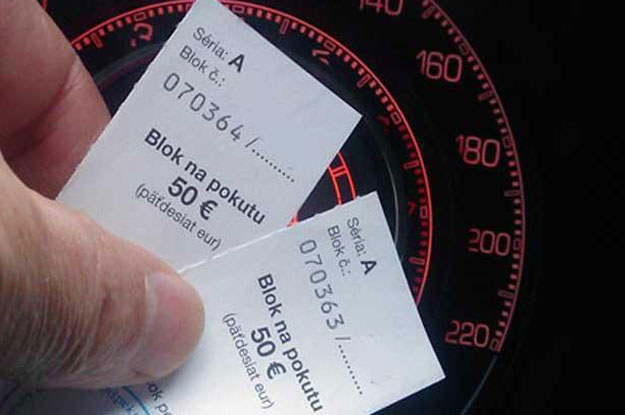 Séria: A
Blok č.:
070364/.........
Blok na pokutu
50 €
(päťdesiat eur)
Séria: A
Blok č.:
070363/.........
Blok na pokutu
50 €
(päťdesiat eur)
140
160
180
200
220